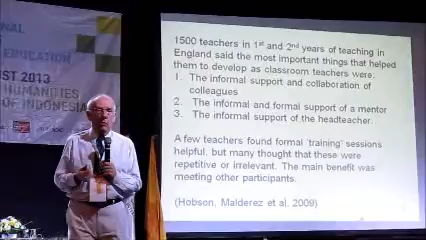 NAL
EDUCATION
ST 2013
HUMANITIES
OF INDONESIA
1500 teachers in 1st and 2nd years of teaching in
England said the most important things that helped
them to develop as classroom teachers were:
1. The informal support and collaboration of
colleagues
2. The informal and formal support of a mentor
3. The informal support of the headteacher.
A few teachers found formal 'training' sessions
helpful, but many thought that these were
repetitive or irrelevant. The main benefit was
meeting other participants.
(Hobson, Malderez et al. 2009)